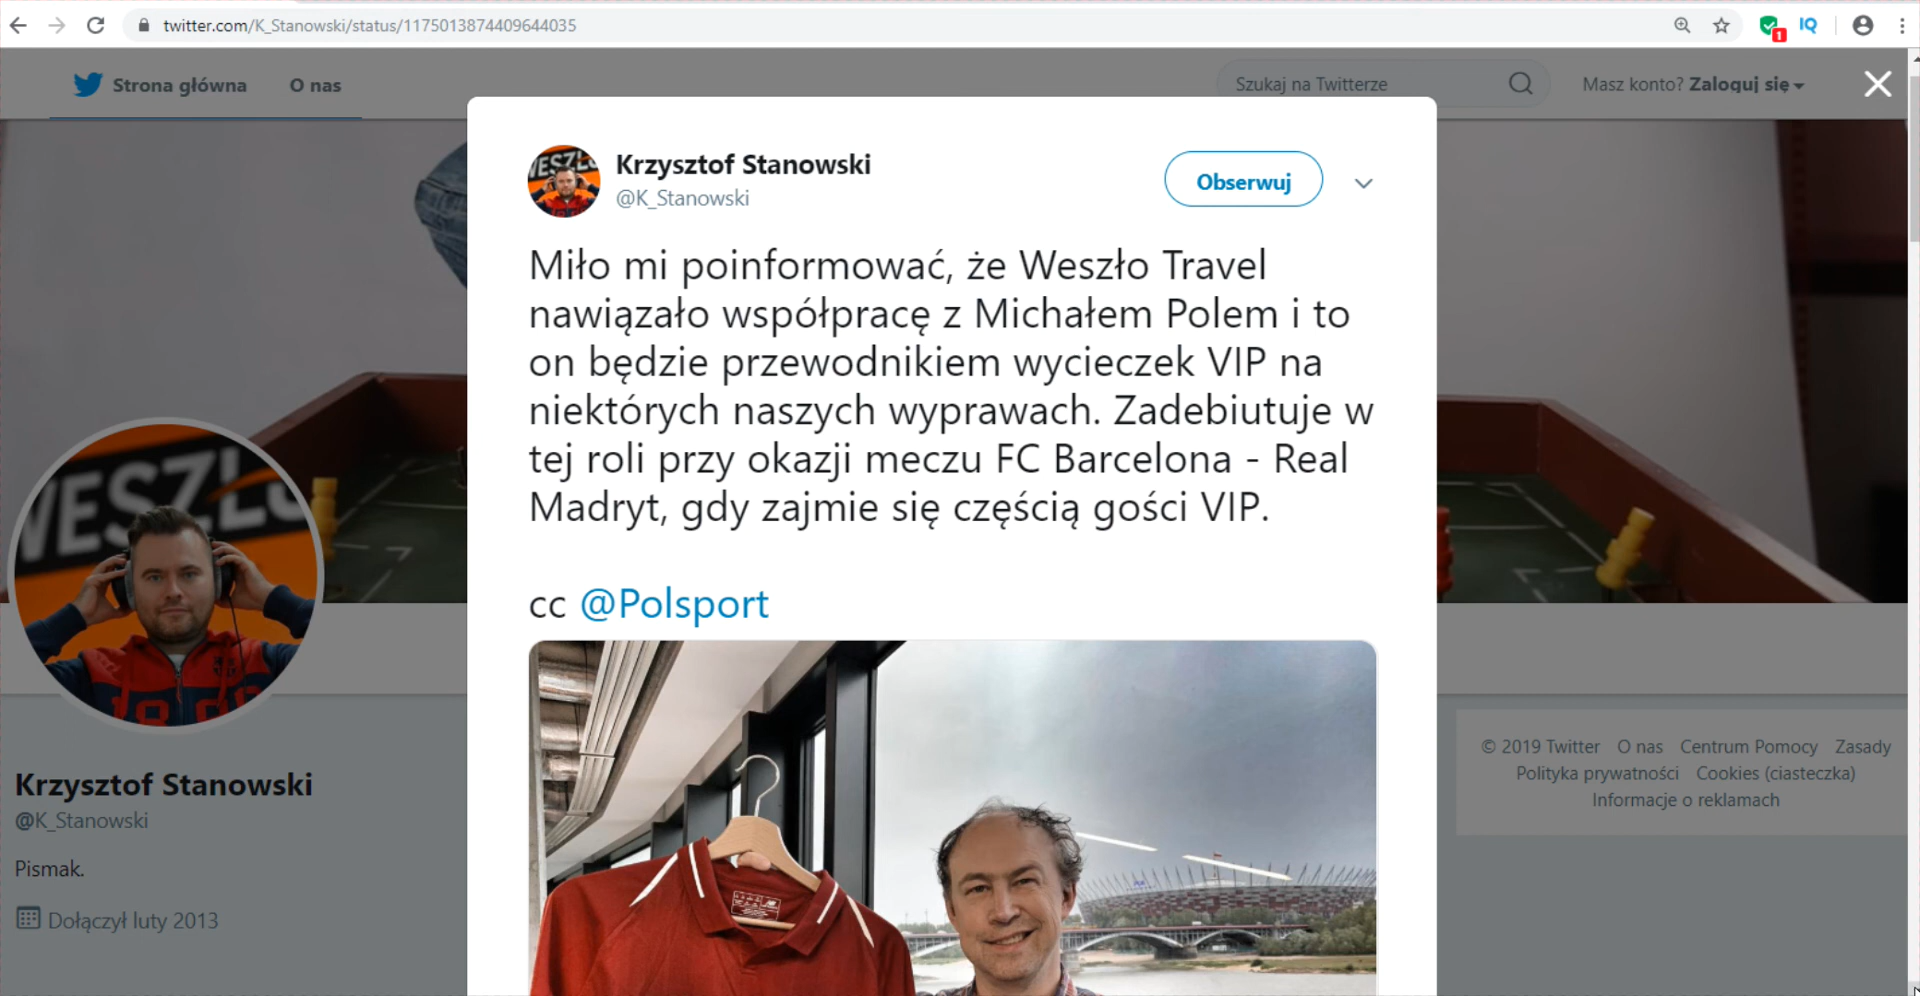 twitter.com/K_Stanowski/status/1175013874409644035
1
IQ
Strona główna
O nas
Szukaj na Twitterze
Masz konto? Zaloguj się
WESZŁO
Krzysztof Stanowski
@K_Stanowski
Obserwuj
Miło mi poinformować, że Weszło Travel
nawiązało współpracę z Michałem Polem i to
on będzie przewodnikiem wycieczek VIP na
niektórych naszych wyprawach. Zadebiutuje w
tej roli przy okazji meczu FC Barcelona - Real
Madryt, gdy zajmie się częścią gości VIP.
cc @Polsport
WESZŁO
Krzysztof Stanowski
@K_Stanowski
Pismak.
Dołączył luty 2013
© 2019 Twitter O nas Centrum Pomocy Zasady
Polityka prywatności Cookies (ciasteczka)
Informacje o reklamach